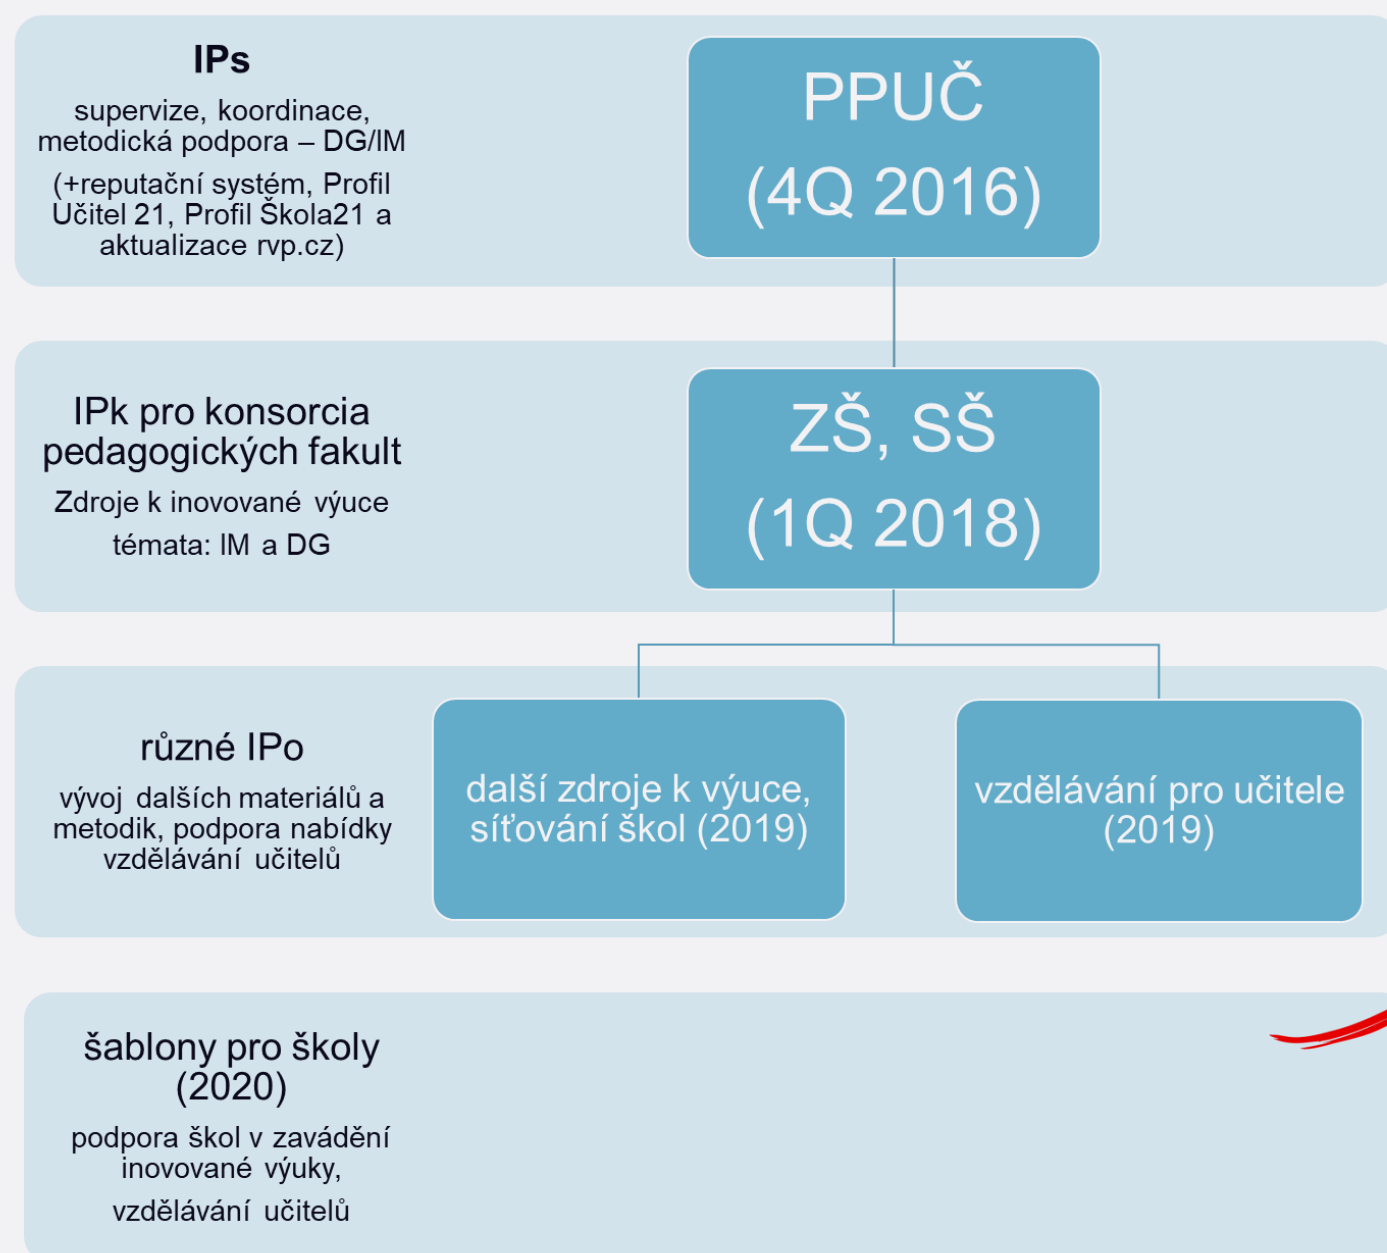 IPs
supervize, koordinace,
metodická podpora – DG/IM
(+reputační systém, Profil
Učitel 21, Profil Škola21 a
aktualizace rvp.cz)
PPUČ
(4Q 2016)
IPk pro konsorcia
pedagogických fakult
Zdroje k inovované výuce
témata: IM a DG
ZŠ, SŠ
(1Q 2018)
různé IPo
vývoj dalších materiálů a
metodik, podpora nabídky
vzdělávání učitelů
další zdroje k výuce,
síťování škol (2019)
vzdělávání pro učitele
(2019)
šablony pro školy
(2020)
podpora škol v zavádění
inovované výuky,
vzdělávání učitelů